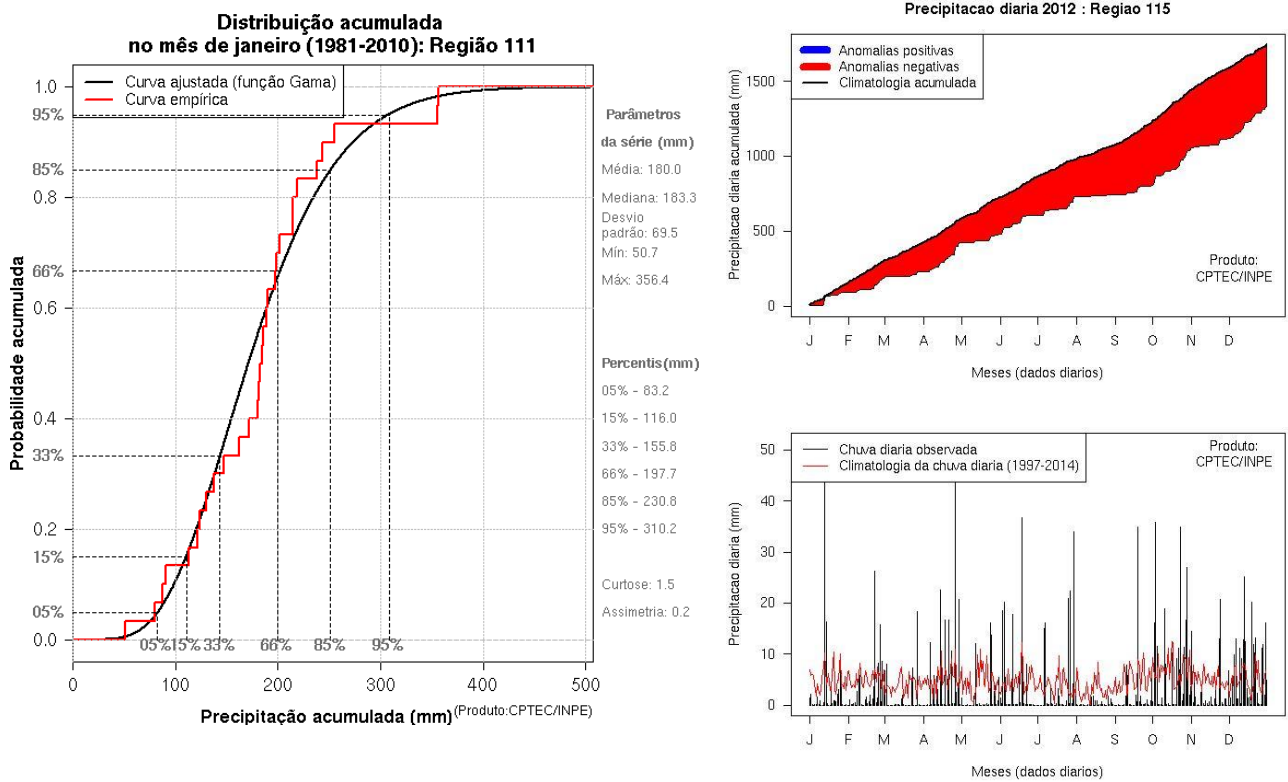 Distribuição acumulada
no mês de janeiro (1981-2010): Região 111
Curva ajustada (função Gama)
Curva empírica
Probabilidade acumulada
1.0
95%
85%
0.8
66%
0.6
0.4
33%
0.2
15%
05%
0.0
05%
15%
33%
66%
85%
95%
0
100
200
300
400
500
Precipitação acumulada (mm)
(Produto:CPTEC/INPE)
Parâmetros
da série (mm)
Média: 180.0
Mediana: 183.3
Desvio
padrão: 69.5
Mín: 50.7
Máx: 356.4
Percentis(mm)
05% - 83.2
15% - 116.0
33% - 155.8
66% - 197.7
85% - 230.8
95% - 310.2
Curtose: 1.5
Assimetria: 0.2
Precipitacao diaria 2012 : Regiao 115
Anomalias positivas
Anomalias negativas
Climatologia acumulada
Precipitacao diaria acumulada (mm)
1500
1000
500
0
Produto:
CPTEC/INPE
J F M A M J J A S O N D
Meses (dados diarios)
Chuva diaria observada
Climatologia da chuva diaria (1997-2014)
Produto:
CPTEC/INPE
Precipitacao diaria (mm)
50
40
30
20
10
0
J F M A M J J A S O N D
Meses (dados diarios)